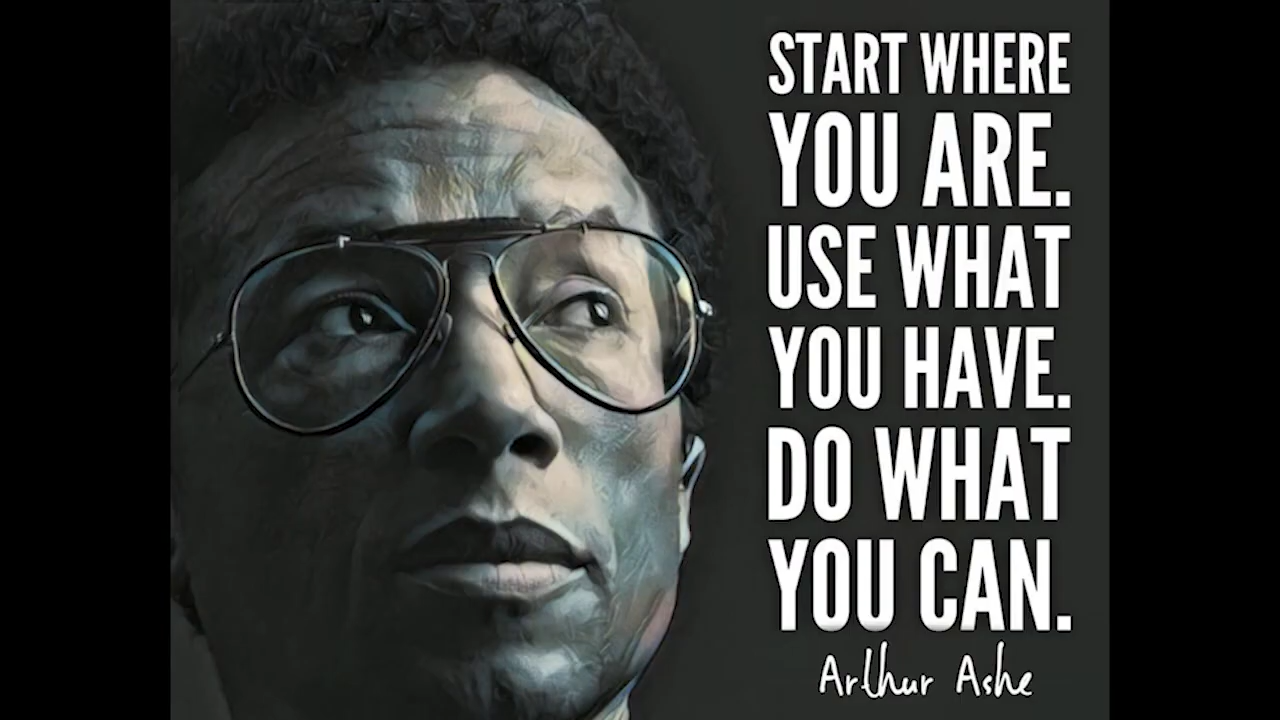 START WHERE
YOU ARE.
USE WHAT
YOU HAVE.
DO WHAT
YOU CAN.
Arthur Ashe